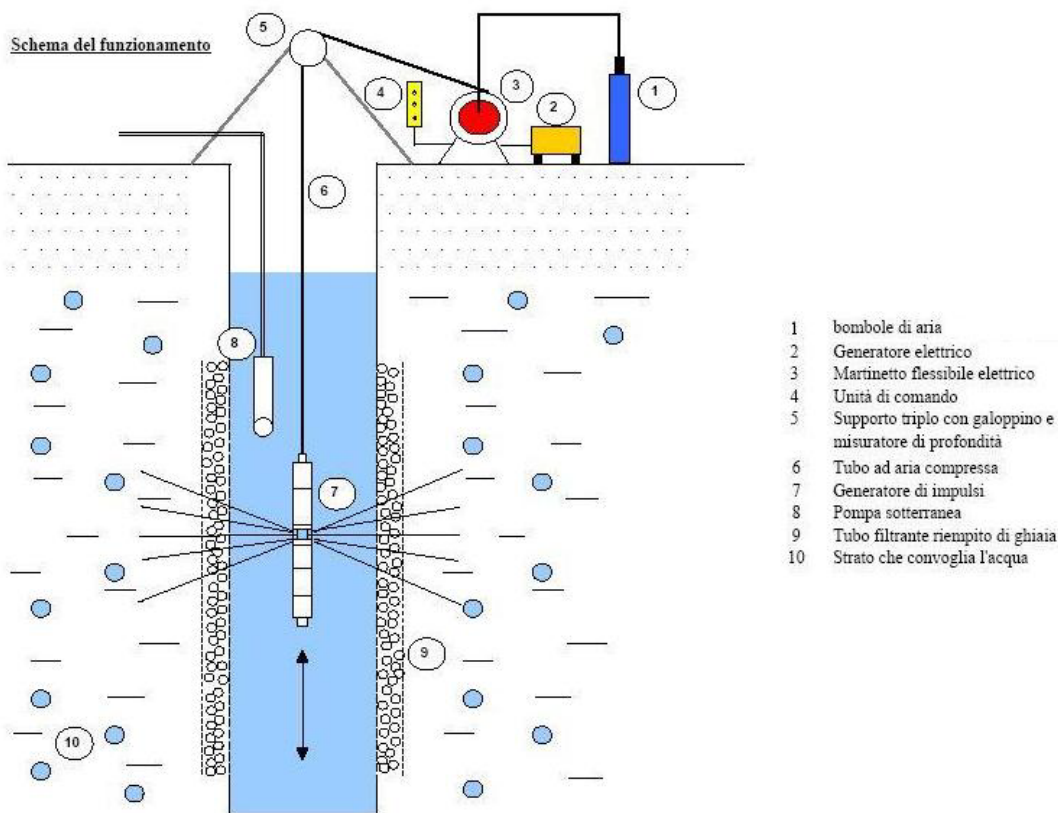 Schema del funzionamento
5
4
3
2
1
6
8
7
9
10
1 bombole di aria
2 Generatore elettrico
3 Martinetto flessibile elettrico
4 Unità di comando
5 Supporto triplo con galoppino e
misuratore di profondità
6 Tubo ad aria compressa
7 Generatore di impulsi
8 Pompa sotterranea
9 Tubo filtrante riempito di ghiaia
10 Strato che convoglia l'acqua